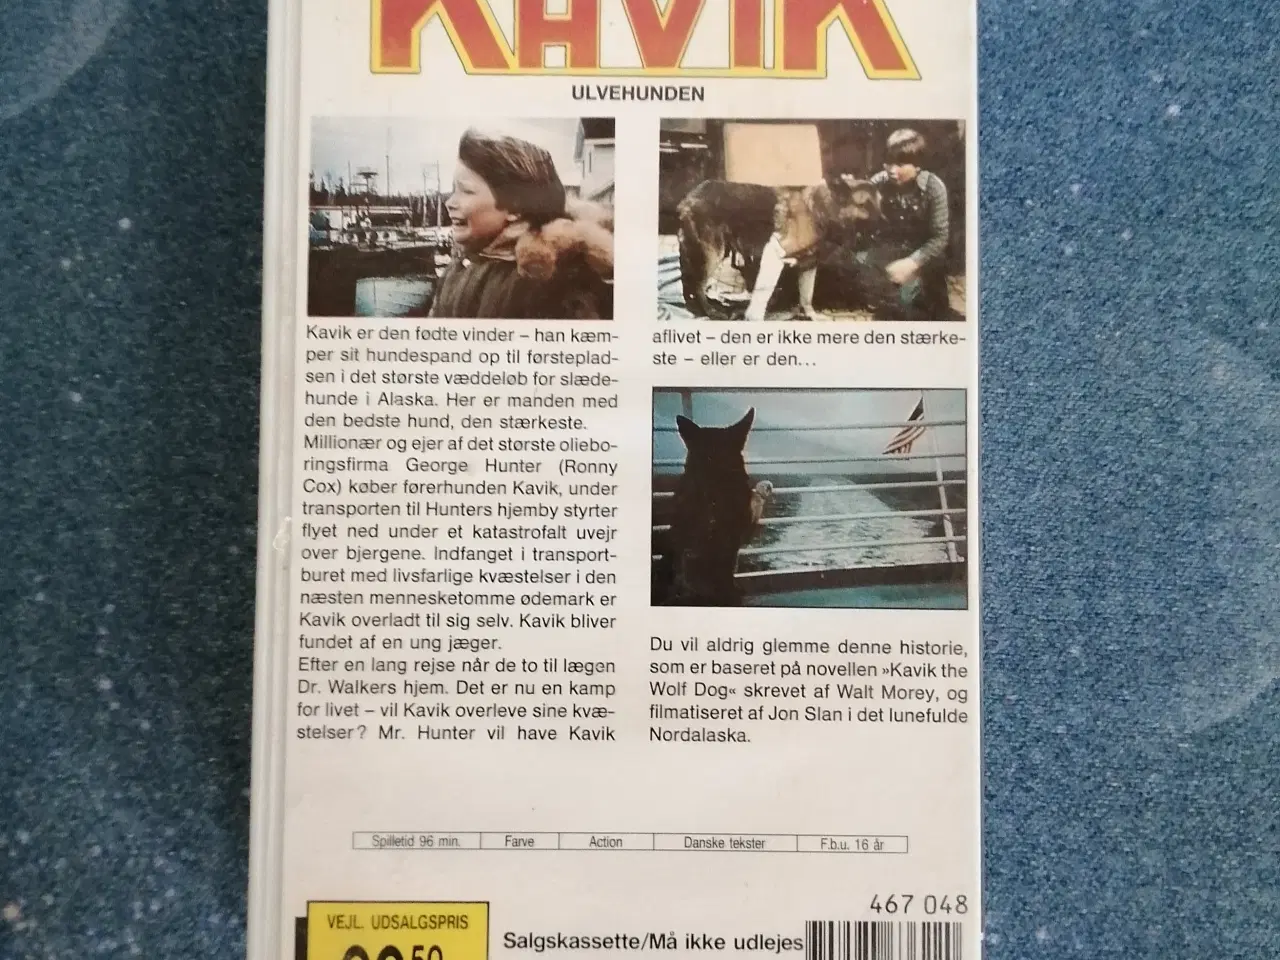 KAVIK
ULVEHUNDEN
Kavik er den fødte vinder – han kæm-
per sit hundespand op til førsteplad-
sen i det største væddeløb for slæde-
hunde i Alaska. Her er manden med
den bedste hund, den stærkeste.
Millionær og ejer af det største oliebo-
ringsfirma George Hunter (Ronny
Cox) køber førerhunden Kavik, under
transporten til Hunters hjemby styrter
flyet ned under et katastrofalt uvejr
over bjergene. Indfanget i transport-
buret med livsfarlige kvæstelser i den
næsten mennesketomme ødemark er
Kavik overladt til sig selv. Kavik bliver
fundet af en ung jæger.
Efter en lang rejse når de to til lægen
Dr. Walkers hjem. Det er nu en kamp
for livet – vil Kavik overleve sine kvæ-
stelser? Mr. Hunter vil have Kavik
aflivet – den er ikke mere den stærke-
ste – eller er den...
Du vil aldrig glemme denne historie,
som er baseret på novellen »Kavik the
Wolf Dog« skrevet af Walt Morey, og
filmatiseret af Jon Slan i det lunefulde
Nordalaska.
Spilletid 96 min. Farve Action Danske tekster F.b.u. 16 år
467 048
VEJL. UDSALGSPRIS
50
Salgskassette/Må ikke udlejes